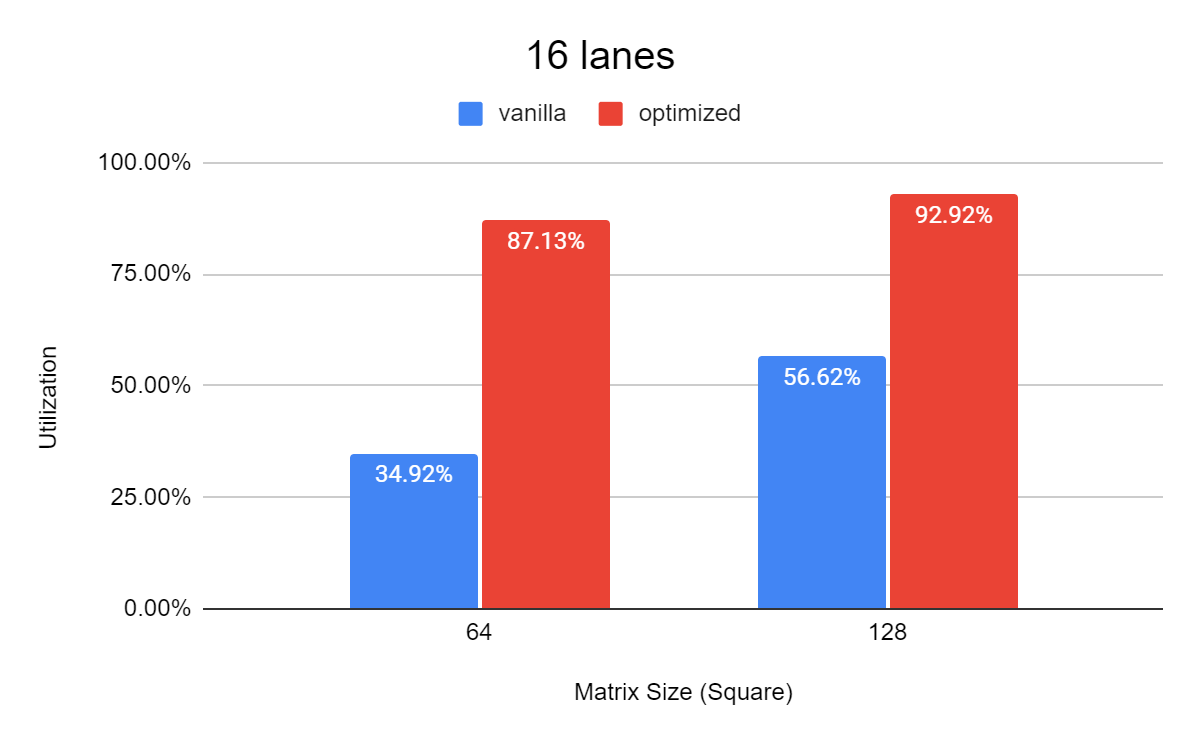 16 lanes
vanilla optimized
100.00%
75.00%
50.00%
25.00%
0.00%
Utilization
34.92%
87.13%
56.62%
92.92%
64 128
Matrix Size (Square)